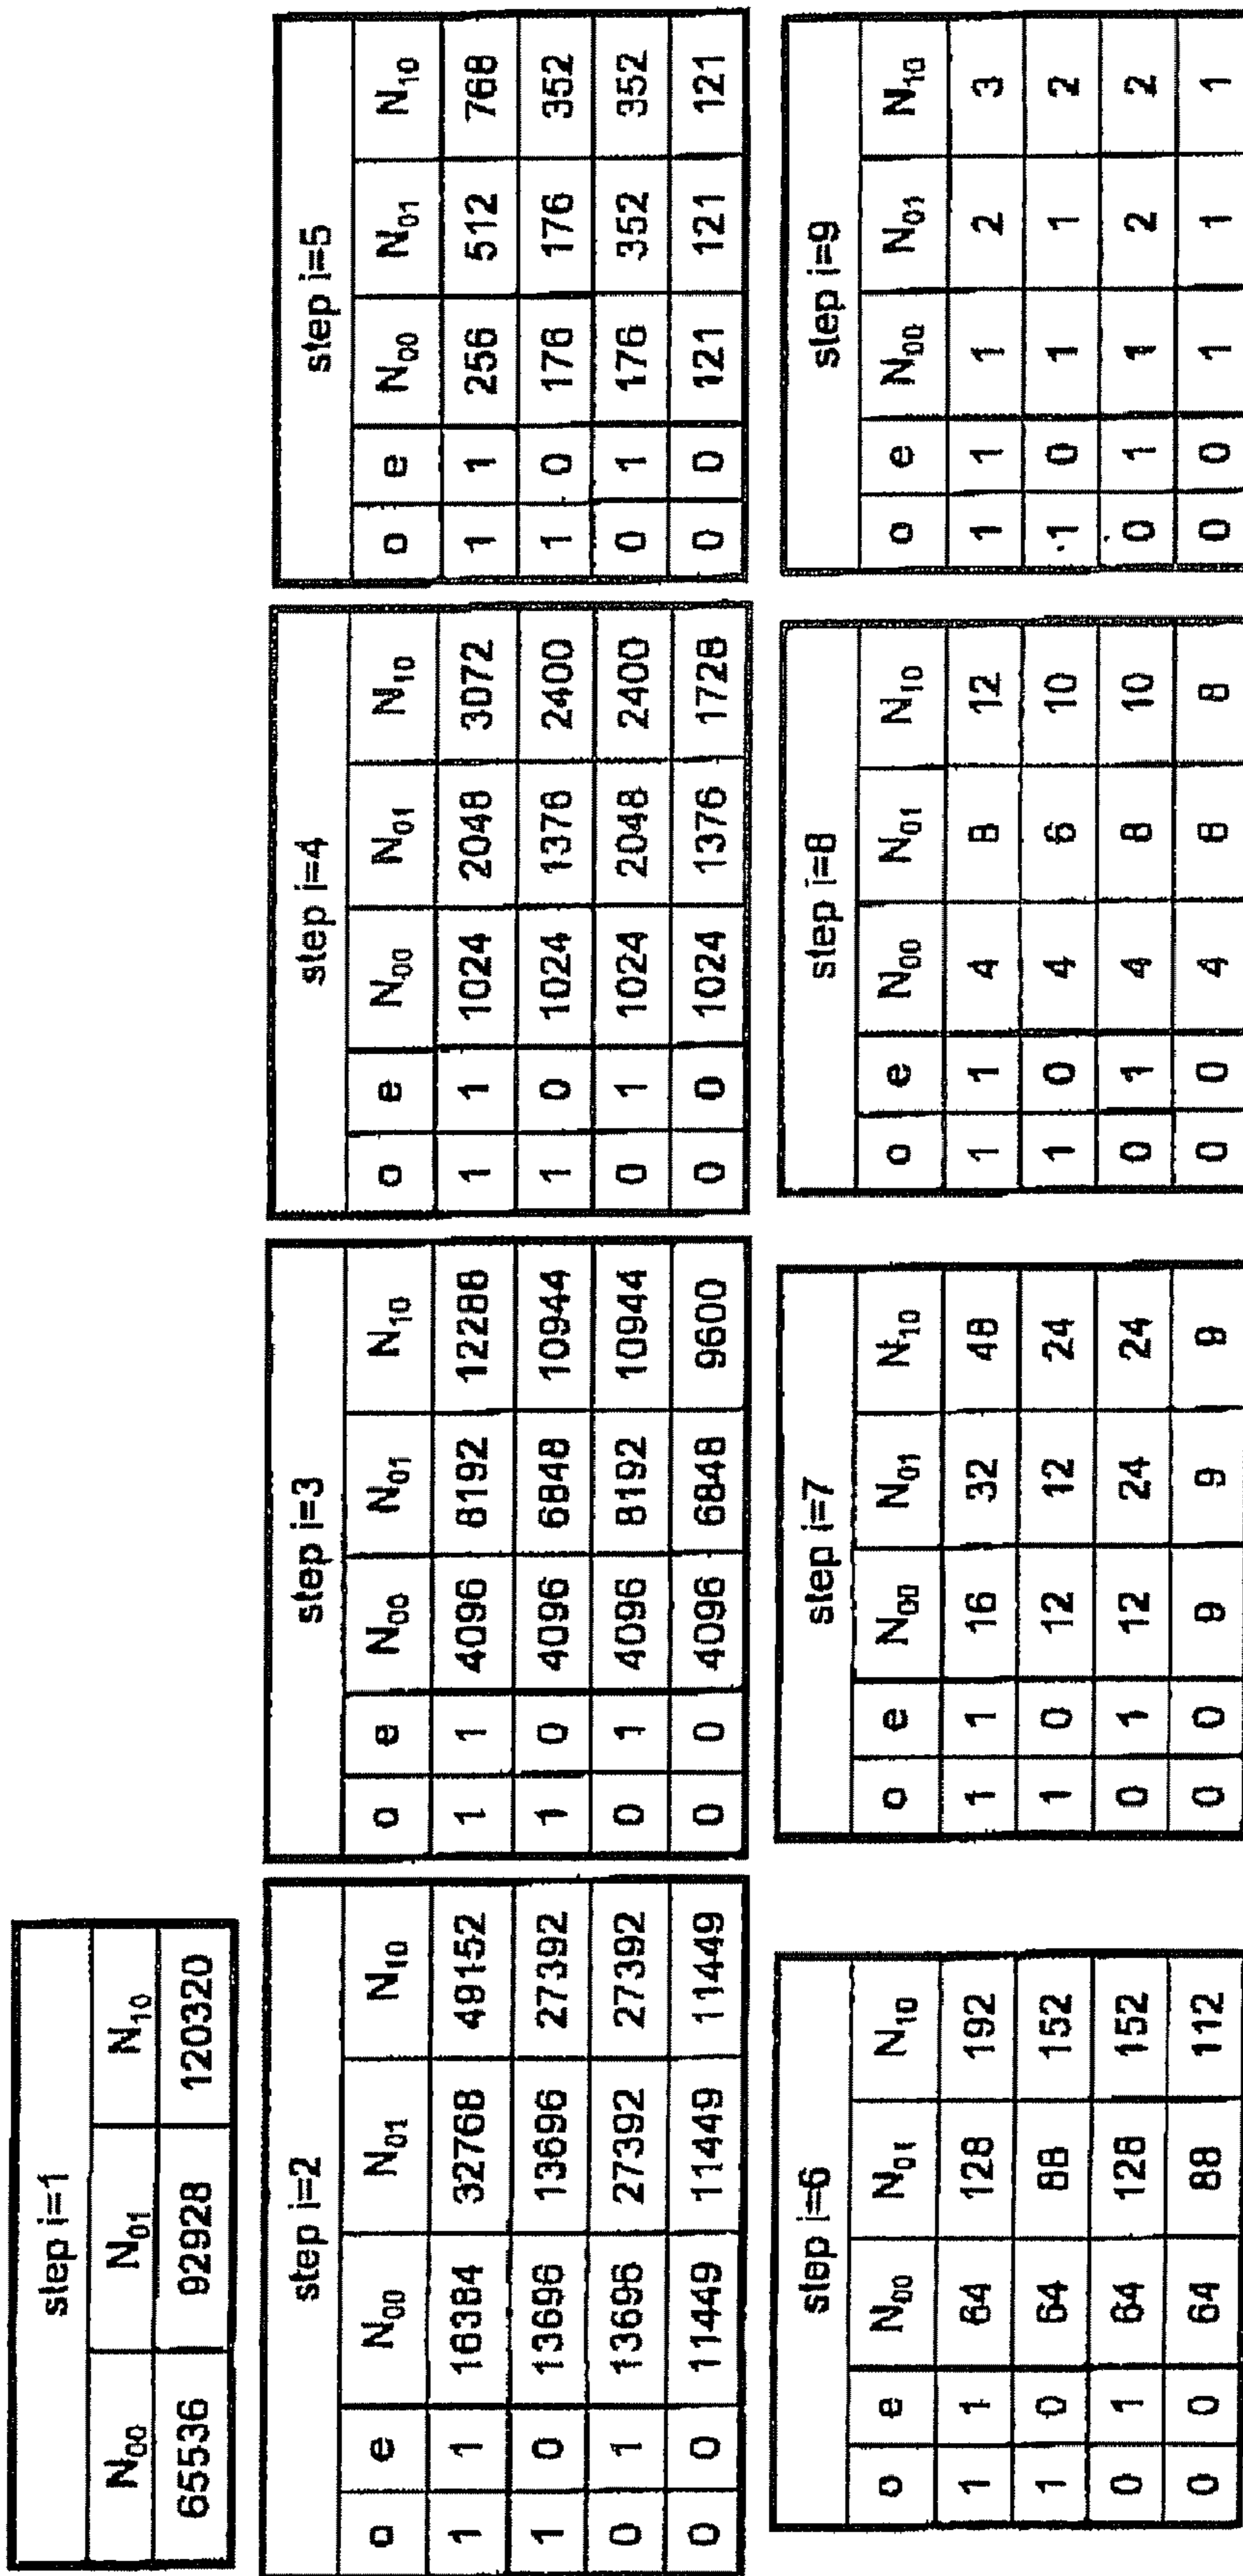 step i=1
N00 N01 N10
65536 92928 120320
step i=2
o e N00 N01 N10
1 1 16384 32768 49152
1 0 13696 13696 27392
0 1 13696 27392 27392
0 0 11449 11449 11449
step i=3
o e N00 N01 N10
1 1 4096 8192 12288
1 0 4096 6848 10944
0 1 4096 8192 10944
0 0 4096 6848 9600
step i=4
o e N00 N01 N10
1 1 1024 2048 3072
1 0 1024 1376 2400
0 1 1024 2048 2400
0 0 1024 1376 1728
step i=5
o e N00 N01 N10
1 1 256 512 768
1 0 176 176 352
0 1 176 352 352
0 0 121 121 121
step i=6
o e N00 N01 N10
1 1 64 128 192
1 0 64 88 152
0 1 64 128 152
0 0 64 88 112
step i=7
o e N00 N01 N10
1 1 16 32 48
1 0 12 12 24
0 1 12 24 24
0 0 9 9 9
step i=8
o e N00 N01 N10
1 1 4 8 12
1 0 4 6 10
0 1 4 8 10
0 0 4 8 8
step i=9
o e N00 N01 N10
1 1 1 2 3
1 0 1 1 2
0 1 1 2 2
0 0 1 1 1